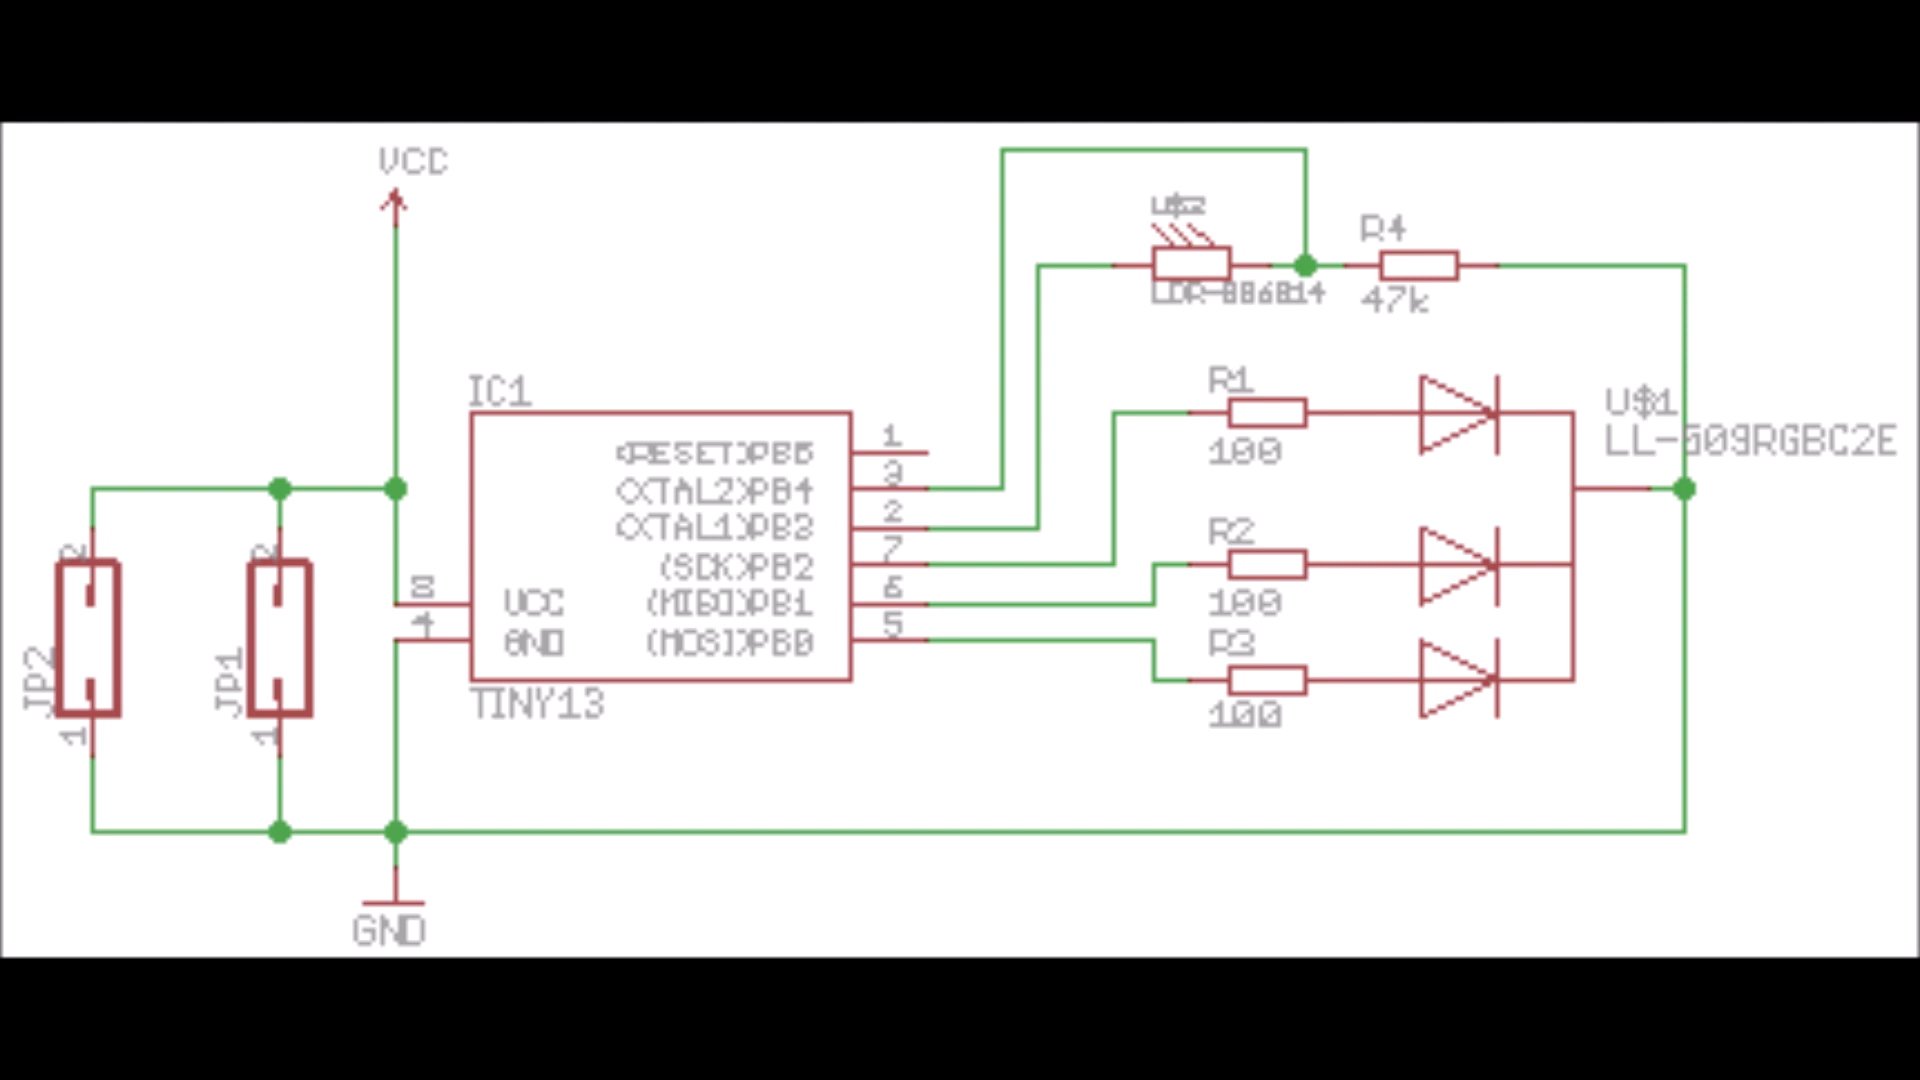 VCC
U$2
LDR
R4
47k
IC1
R1
100
U$1
LL-509RGBC2E
1
(RESET)PB5
3
(XTAL2)PB4
2
(XTAL1)PB3
7
(SCK)PB2
6
(MISO)PB1
5
(MOSI)PB0
8
VCC
4
GND
TINY13
R2
100
R3
100
2
JP2
1
2
JP1
1
GND